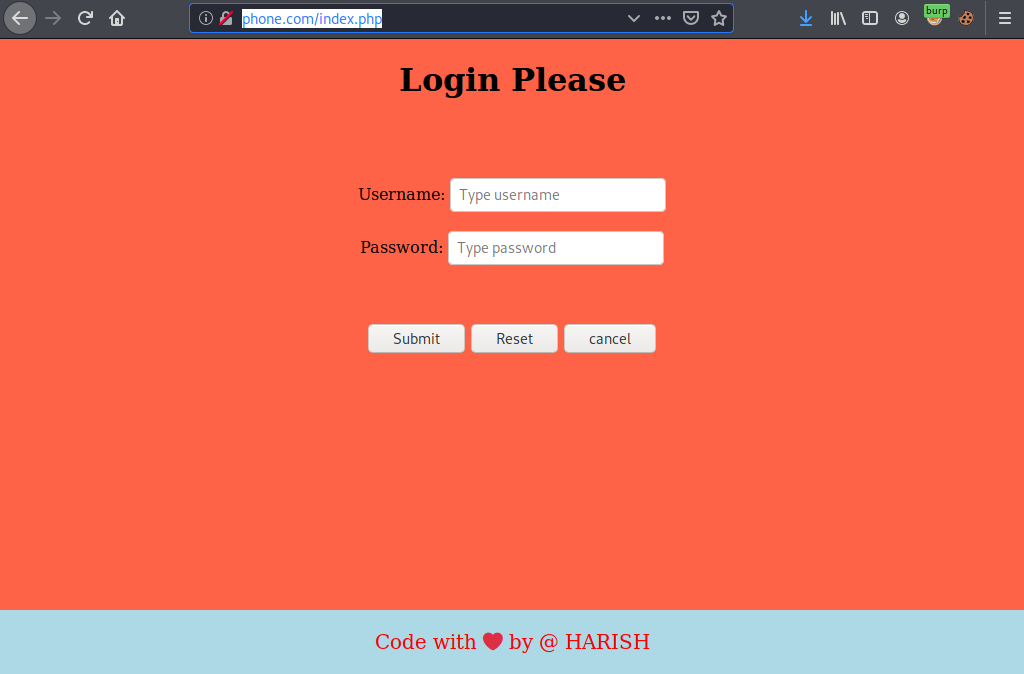 phone.com/index.php
burp
Login Please
Username: Type username
Password: Type password
Submit Reset cancel
Code with ❤ by @ HARISH